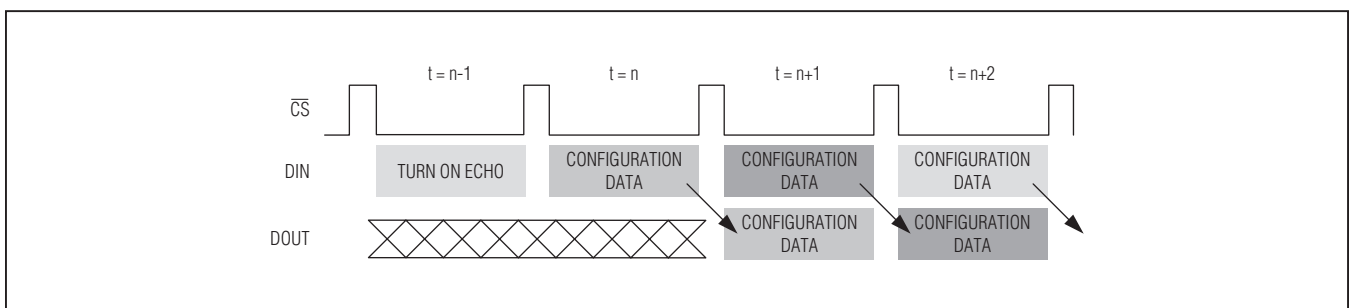 t = n-1 t = n t = n+1 t = n+2
CS
DIN TURN ON ECHO CONFIGURATION DATA CONFIGURATION DATA CONFIGURATION DATA
DOUT CONFIGURATION DATA CONFIGURATION DATA